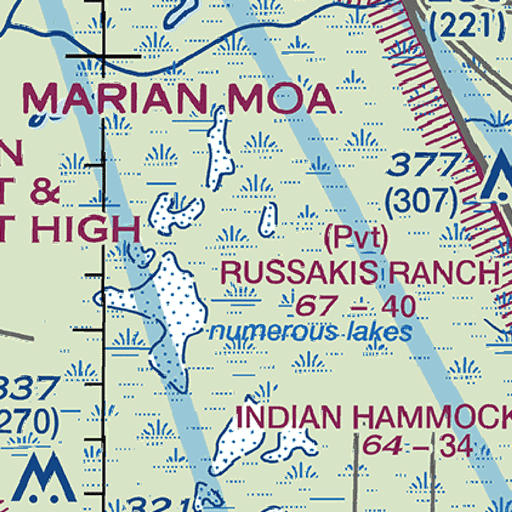 (221)
MARIAN MOA
N
T &
T HIGH
377
(307)
(Pvt)
RUSSAKIS RANCH
67 – 40
numerous lakes
337
(270)
INDIAN HAMMOCK
64 – 34
321